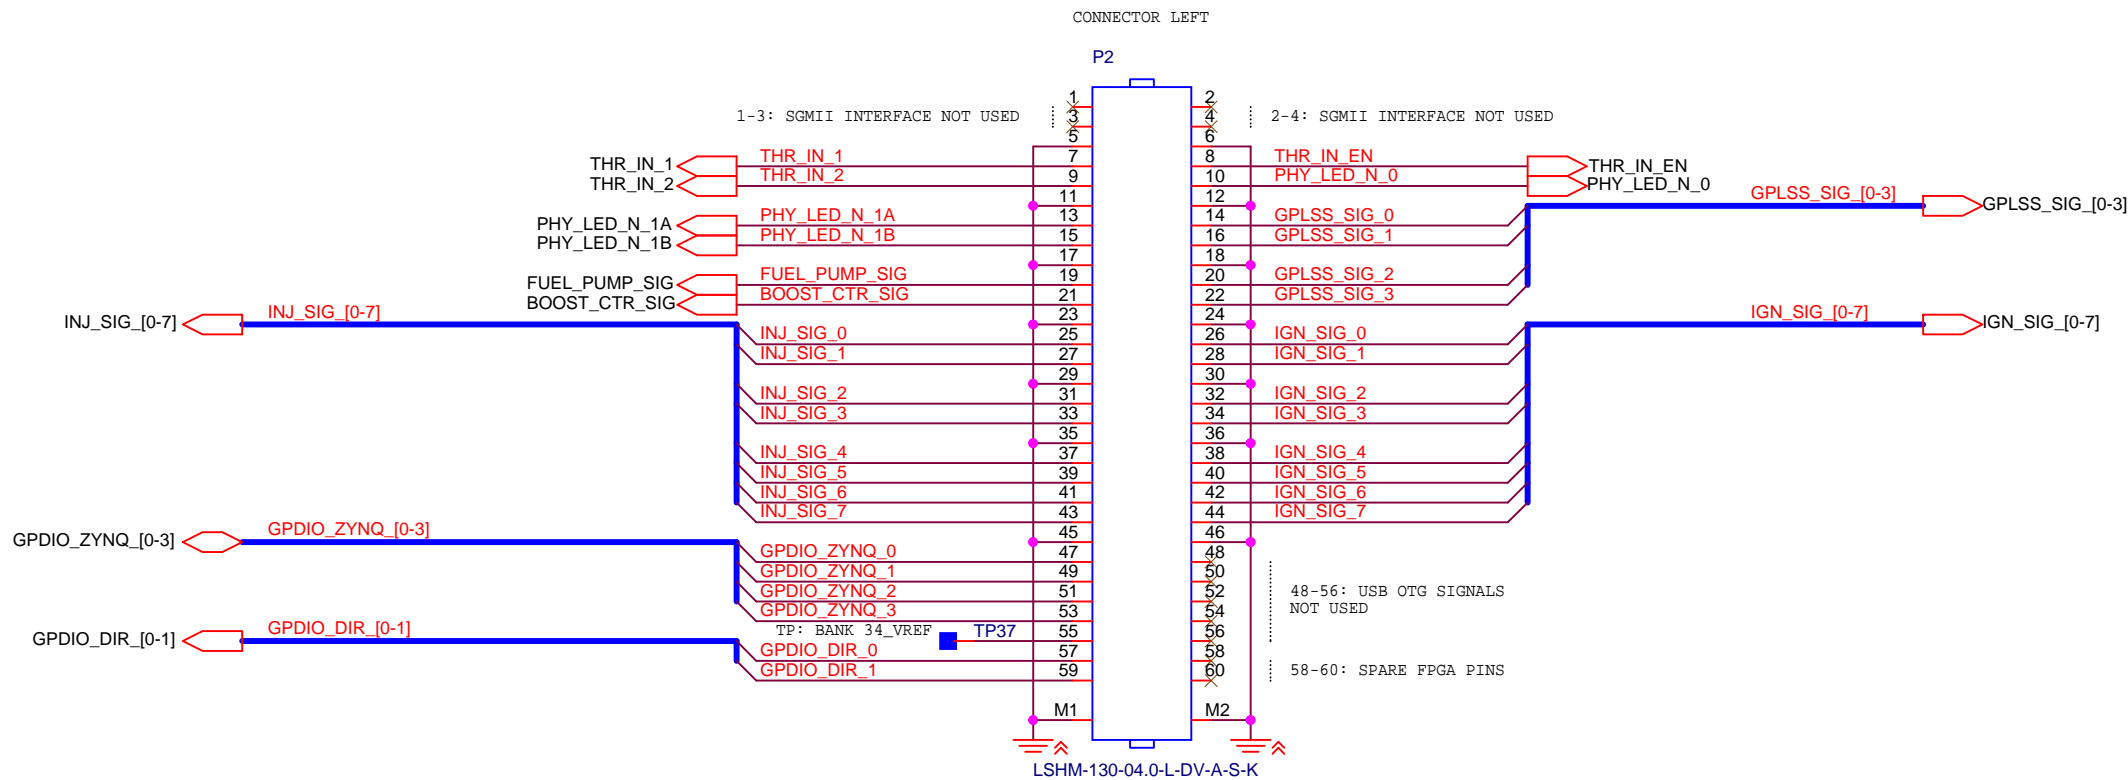 CONNECTOR LEFT
P2
1 2
1-3: SGMII INTERFACE NOT USED 3 4 2-4: SGMII INTERFACE NOT USED
5 6
THR_IN_1 THR_IN_1 7 8 THR_IN_EN THR_IN_EN
THR_IN_2 THR_IN_2 9 10 PHY_LED_N_0 PHY_LED_N_0
11 12 GPLSS_SIG_[0-3] GPLSS_SIG_[0-3]
PHY_LED_N_1A PHY_LED_N_1A 13 14 GPLSS_SIG_0
PHY_LED_N_1B PHY_LED_N_1B 15 16 GPLSS_SIG_1
17 18
FUEL_PUMP_SIG FUEL_PUMP_SIG 19 20 GPLSS_SIG_2
BOOST_CTR_SIG BOOST_CTR_SIG 21 22 GPLSS_SIG_3
INJ_SIG_[0-7] INJ_SIG_[0-7] 23 24 IGN_SIG_[0-7] IGN_SIG_[0-7]
INJ_SIG_0 25 26 IGN_SIG_0
INJ_SIG_1 27 28 IGN_SIG_1
29 30
INJ_SIG_2 31 32 IGN_SIG_2
INJ_SIG_3 33 34 IGN_SIG_3
35 36
INJ_SIG_4 37 38 IGN_SIG_4
INJ_SIG_5 39 40 IGN_SIG_5
INJ_SIG_6 41 42 IGN_SIG_6
INJ_SIG_7 43 44 IGN_SIG_7
GPDIO_ZYNQ_[0-3] GPDIO_ZYNQ_[0-3] 45 46
GPDIO_ZYNQ_0 47 48
GPDIO_ZYNQ_1 49 50
GPDIO_ZYNQ_2 51 52 48-56: USB OTG SIGNALS
GPDIO_ZYNQ_3 53 54 NOT USED
GPDIO_DIR_[0-1] GPDIO_DIR_[0-1] TP: BANK 34_VREF TP37 55 56
GPDIO_DIR_0 57 58
GPDIO_DIR_1 59 60 58-60: SPARE FPGA PINS
M1 M2
LSHM-130-04.0-L-DV-A-S-K